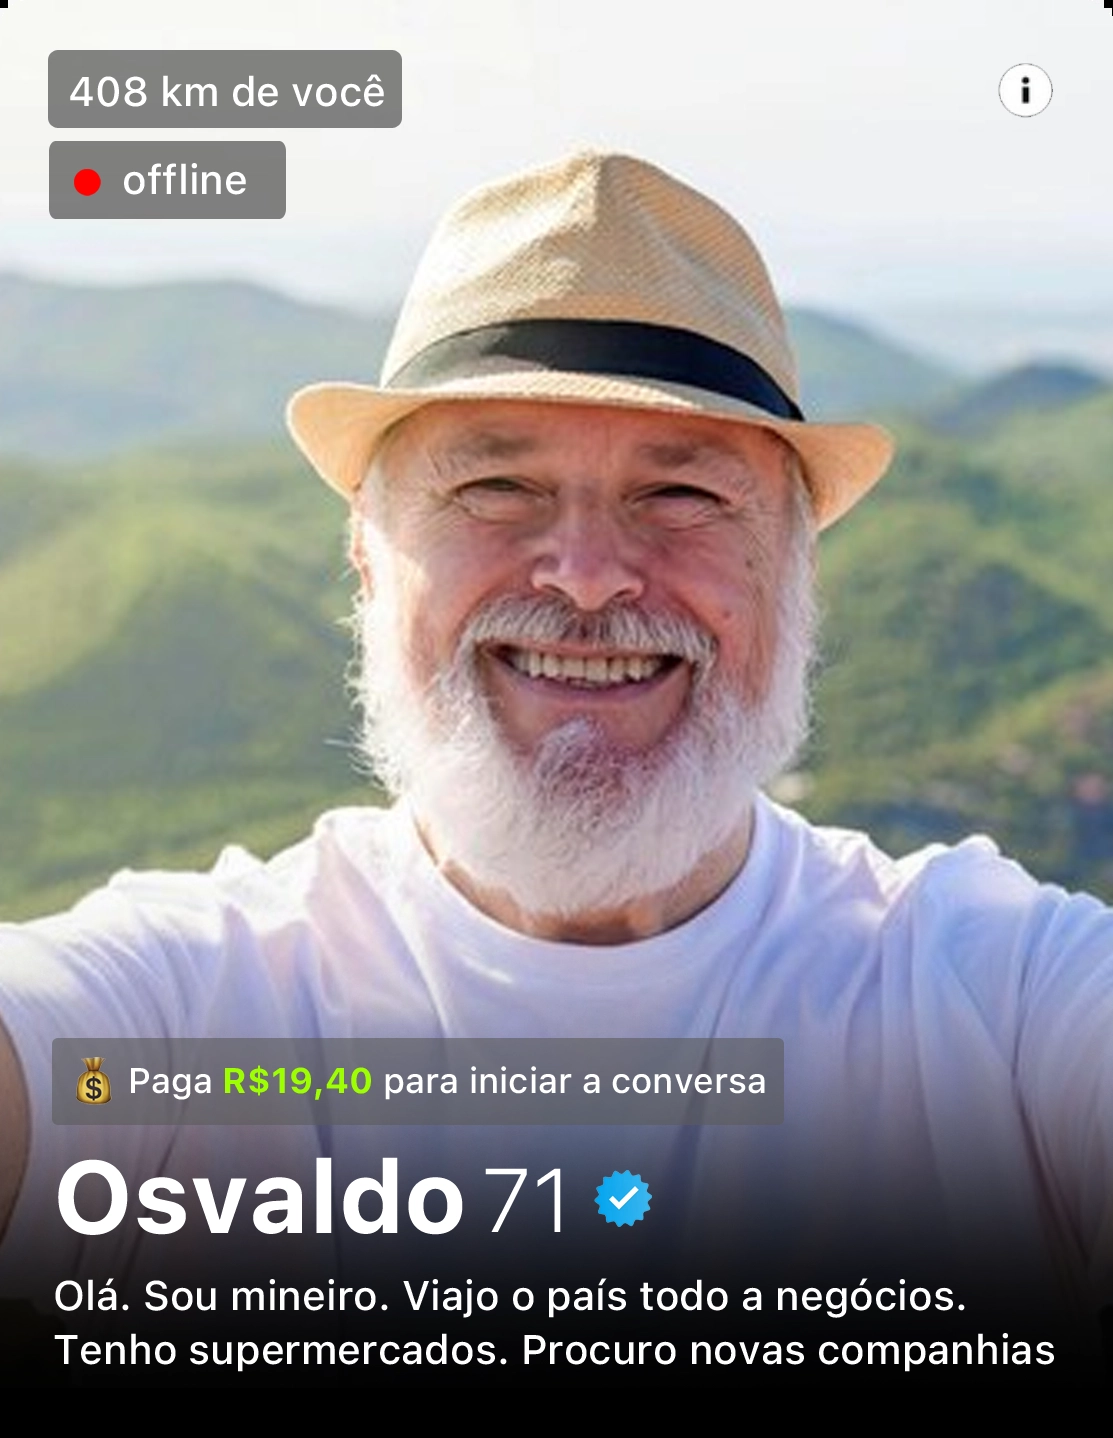 408 km de você
offline
Paga R$19,40 para iniciar a conversa
Osvaldo 71
Olá. Sou mineiro. Viajo o país todo a negócios.
Tenho supermercados. Procuro novas companhias